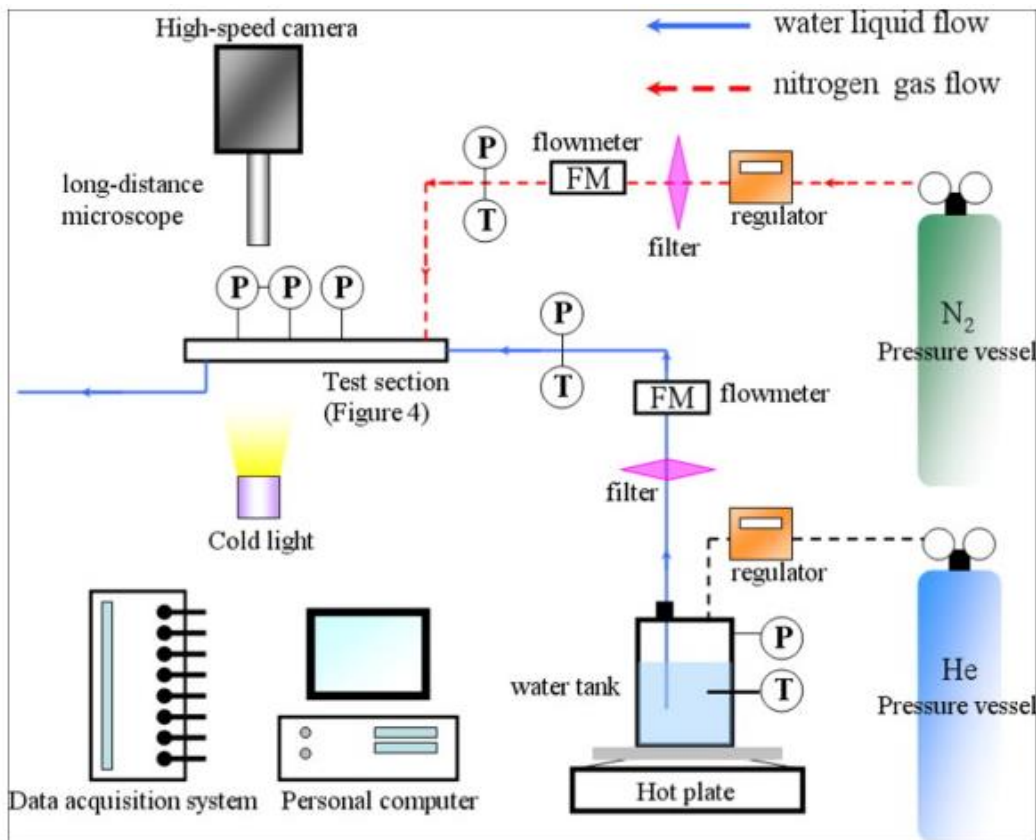 High-speed camera
water liquid flow
nitrogen gas flow
long-distance
microscope
P
T
flowmeter
FM
filter
regulator
N2
Pressure vessel
P
P
P
P
T
Test section
(Figure 4)
FM
flowmeter
filter
Cold light
regulator
He
Pressure vessel
water tank
P
T
Hot plate
Data acquisition system
Personal computer